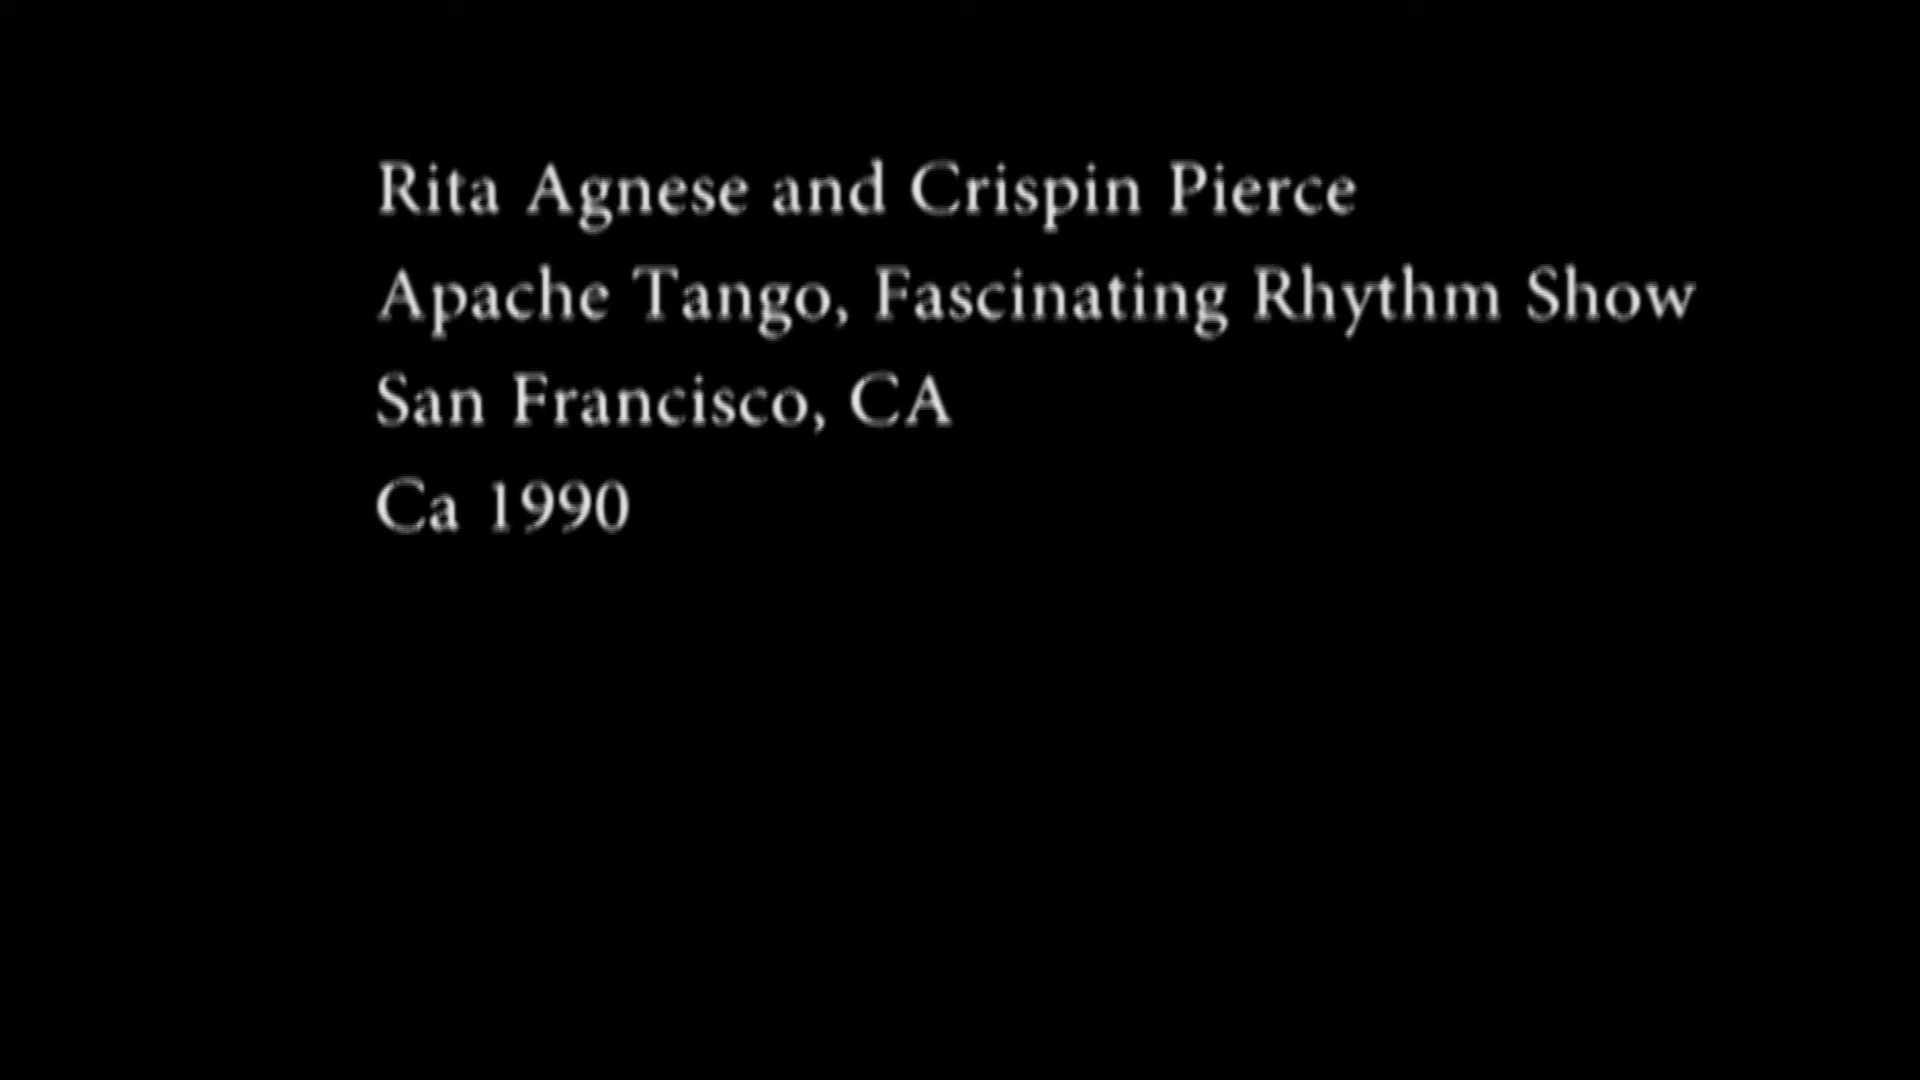 Rita Agnese and Crispin Pierce
Apache Tango, Fascinating Rhythm Show
San Francisco, CA
Ca 1990